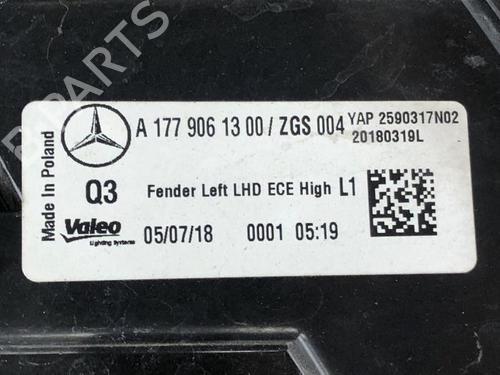 Made in Poland
A 177 906 13 00 / ZGS 004 YAP 2590317N02
20180319L
Q3 Fender Left LHD ECE High L1
Valeo
Lighting Systems
05/07/18 0001 05:19
B PARTS